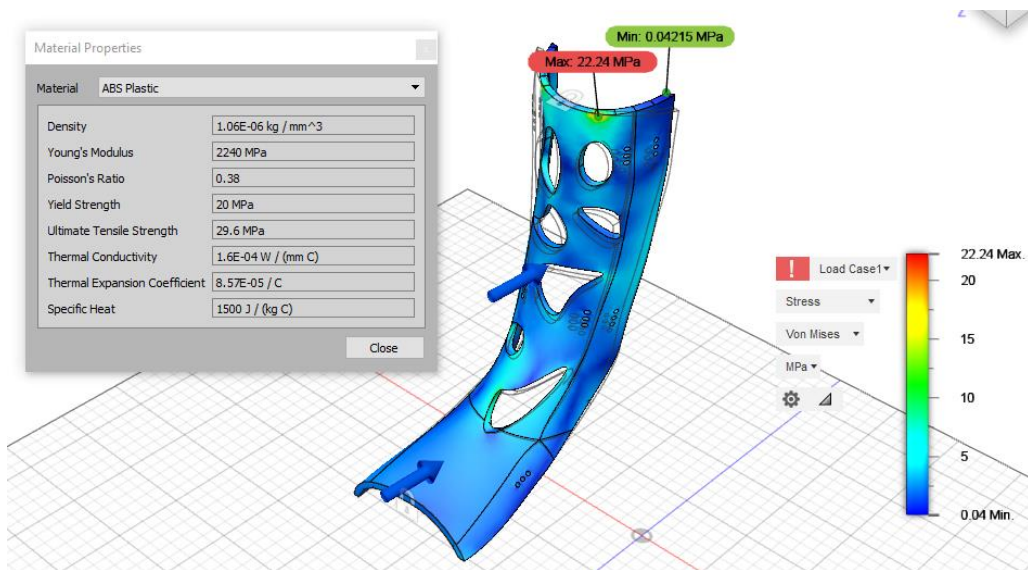 Material Properties
Material ABS Plastic
Density 1.06E-06 kg / mm^3
Young's Modulus 2240 MPa
Poisson's Ratio 0.38
Yield Strength 20 MPa
Ultimate Tensile Strength 29.6 MPa
Thermal Conductivity 1.6E-04 W / (mm C)
Thermal Expansion Coefficient 8.57E-05 / C
Specific Heat 1500 J / (kg C)
Close
Min: 0.04215 MPa
Max: 22.24 MPa
Z
! Load Case1
Stress
Von Mises
MPa
22.24 Max.
20
15
10
5
0.04 Min.